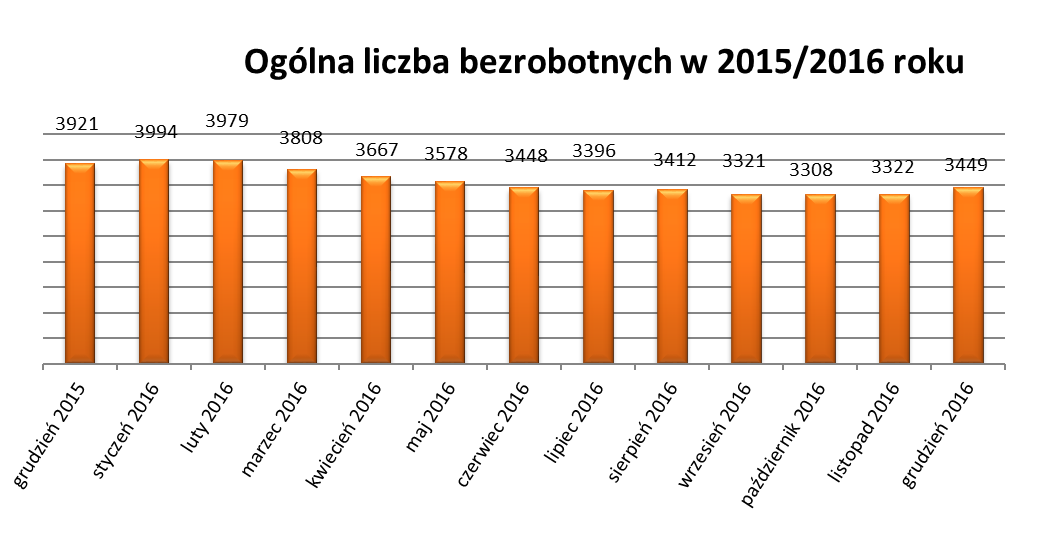 Ogólna liczba bezrobotnych w 2015/2016 roku
3921
3994
3979
3808
3667
3578
3448
3396
3412
3321
3308
3322
3449
grudzień 2015
styczeń 2016
luty 2016
marzec 2016
kwiecień 2016
maj 2016
czerwiec 2016
lipiec 2016
sierpień 2016
wrzesień 2016
październik 2016
listopad 2016
grudzień 2016